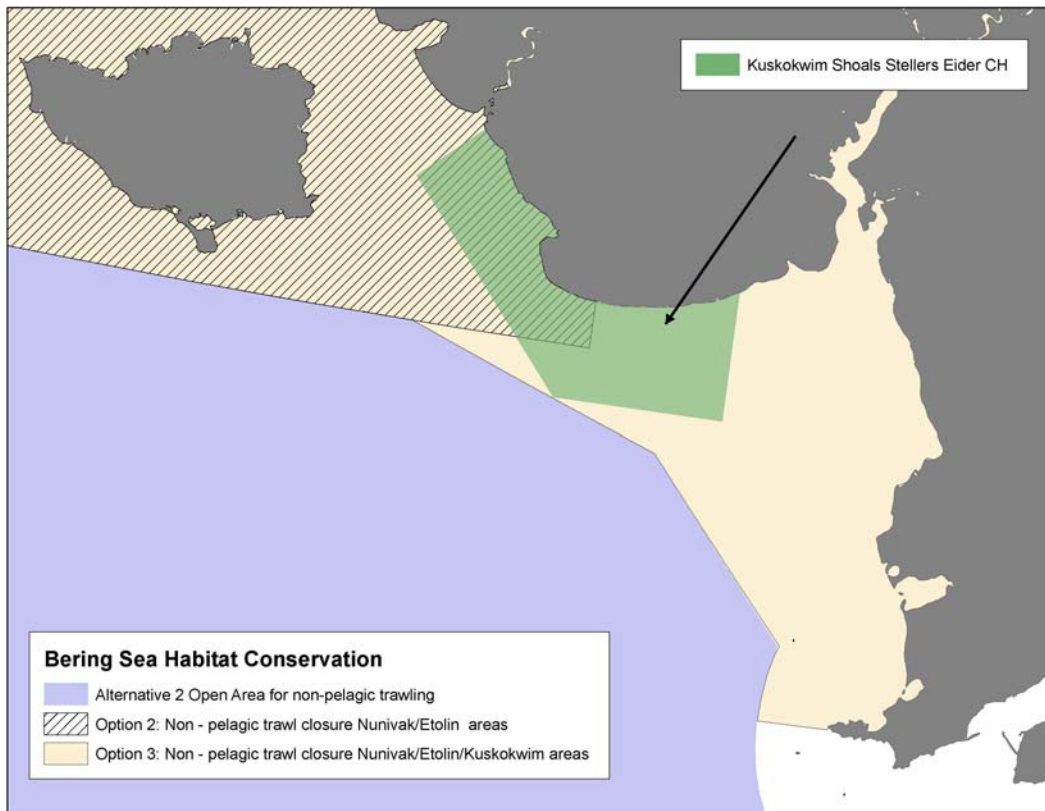 Kuskokwim Shoals Stellers Eider CH
Bering Sea Habitat Conservation
Alternative 2 Open Area for non-pelagic trawling
Option 2: Non - pelagic trawl closure Nunivak/Etolin areas
Option 3: Non - pelagic trawl closure Nunivak/Etolin/Kuskokwim areas